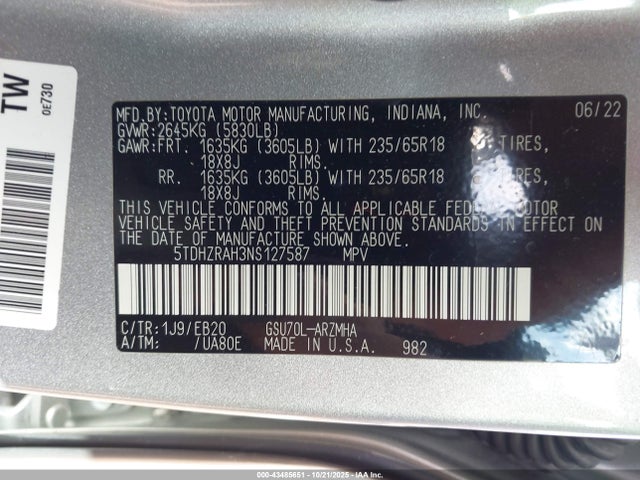 TW
0E730
MFD.BY: TOYOTA MOTOR MANUFACTURING, INDIANA, INC. 06/22
GVWR: 2645KG (5830LB)
GAWR: FRT. 1635KG (3605LB) WITH 235/65R18 TIRES,
18X8J RIMS.
RR. 1635KG (3605LB) WITH 235/65R18 TIRES,
18X8J RIMS.
THIS VEHICLE CONFORMS TO ALL APPLICABLE FEDERAL MOTOR
VEHICLE SAFETY AND THEFT PREVENTION STANDARDS IN EFFECT ON
THE DATE OF MANUFACTURE SHOWN ABOVE.
5TDHZRAH3NS127587 MPV
C/TR: 1J9/EB20 GSU70L-ARZMHA
A/TM: /UA80E MADE IN U.S.A. 982
000-43485651 - 10/21/2025 - IAA Inc.